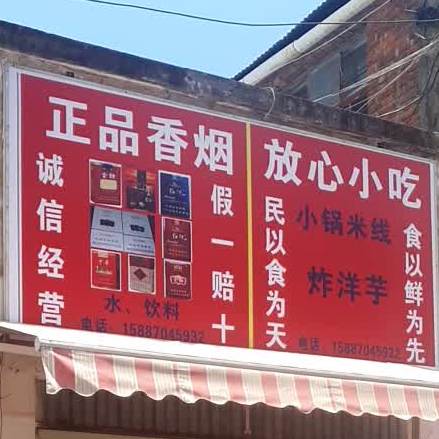 正品香烟
诚信经营
假一赔十
水、饮料
电话：15887045932
放心小吃
民以食为天
小锅米线
炸洋芋
食以鲜为先
电话：15887045932